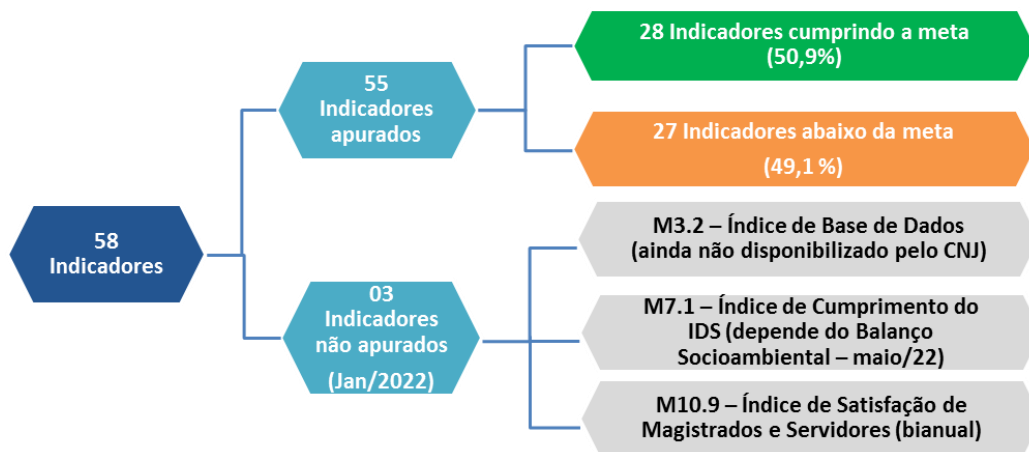 58
Indicadores
55
Indicadores
apurados
28 Indicadores cumprindo a meta
(50,9%)
27 Indicadores abaixo da meta
(49,1 %)
03
Indicadores
não apurados
(Jan/2022)
M3.2 – Índice de Base de Dados
(ainda não disponibilizado pelo CNJ)
M7.1 – Índice de Cumprimento do
IDS (depende do Balanço
Socioambiental – maio/22)
M10.9 – Índice de Satisfação de
Magistrados e Servidores (bianual)